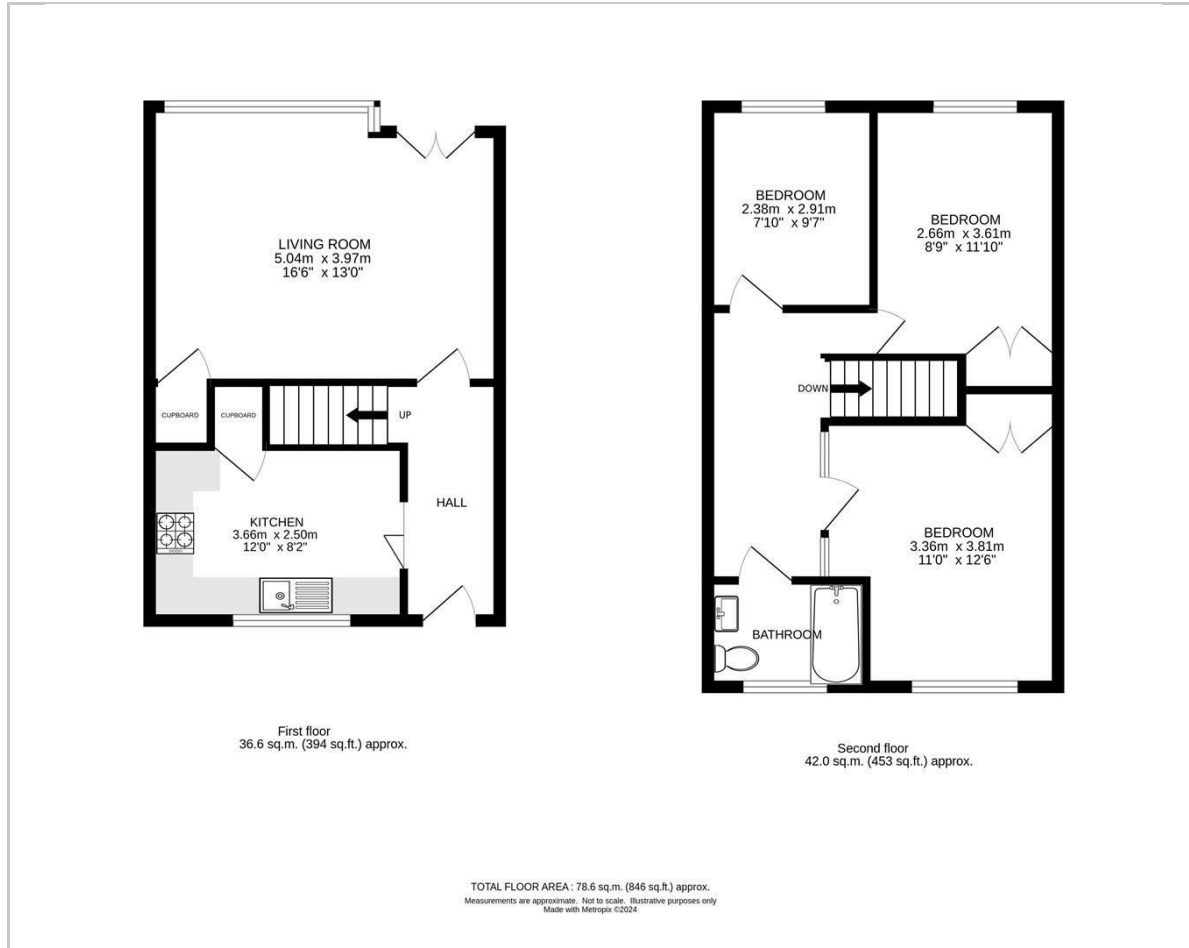 LIVING ROOM
5.04m x 3.97m
16'6" x 13'0"
CUPBOARD
CUPBOARD
UP
HALL
KITCHEN
3.66m x 2.50m
12'0" x 8'2"
First floor
36.6 sq.m. (394 sq.ft.) approx.
BEDROOM
2.38m x 2.91m
7'10" x 9'7"
BEDROOM
2.66m x 3.61m
8'9" x 11'10"
DOWN
BEDROOM
3.36m x 3.81m
11'0" x 12'6"
BATHROOM
Second floor
42.0 sq.m. (453 sq.ft.) approx.
TOTAL FLOOR AREA : 78.6 sq.m. (846 sq.ft.) approx.
Measurements are approximate. Not to scale. Illustrative purposes only
Made with Metropix ©2024